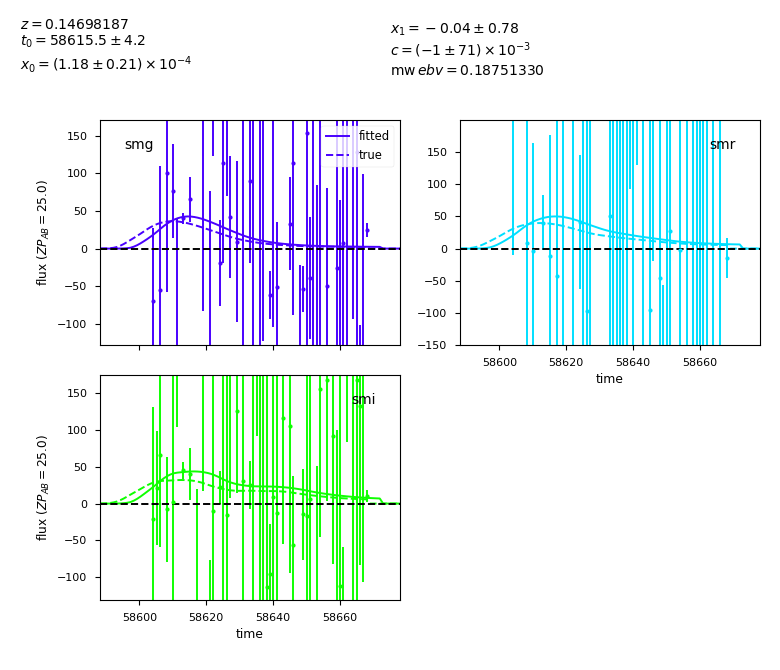 z = 0.14698187
t0 = 58615.5 ± 4.2
x0 = (1.18 ± 0.21) × 10^−4
x1 = −0.04 ± 0.78
c = (−1 ± 71) × 10^−3
mw ebv = 0.18751330
smg
fitted
true
150
100
50
0
−50
−100
flux (ZP_AB = 25.0)
smr
150
100
50
0
−50
−100
−150
58600 58620 58640 58660
time
smi
150
100
50
0
−50
−100
flux (ZP_AB = 25.0)
58600 58620 58640 58660
time